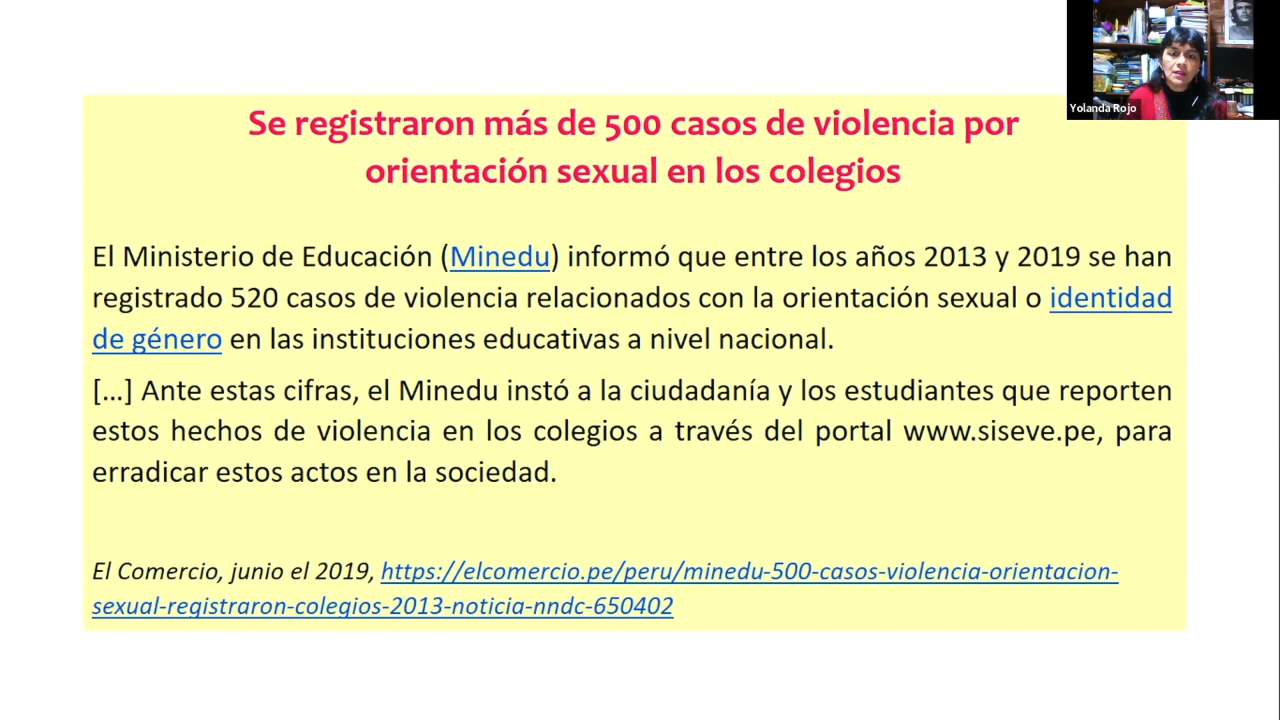 Yolanda Rojo
Se registraron más de 500 casos de violencia por
orientación sexual en los colegios
El Ministerio de Educación (Minedu) informó que entre los años 2013 y 2019 se han
registrado 520 casos de violencia relacionados con la orientación sexual o identidad
de género en las instituciones educativas a nivel nacional.
[...] Ante estas cifras, el Minedu instó a la ciudadanía y los estudiantes que reporten
estos hechos de violencia en los colegios a través del portal www.siseve.pe, para
erradicar estos actos en la sociedad.
El Comercio, junio el 2019, https://elcomercio.pe/peru/minedu-500-casos-violencia-orientacion-
sexual-registraron-colegios-2013-noticia-nndc-650402